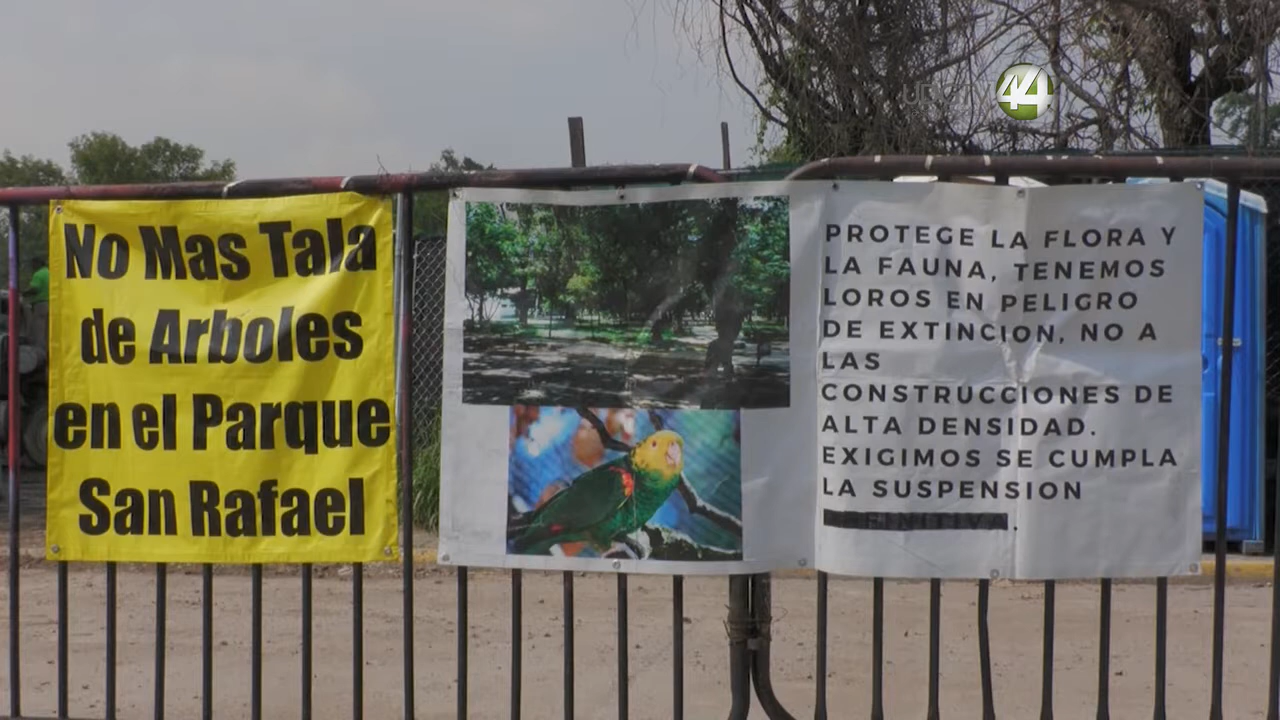 44
No Mas Tala
de Arboles
en el Parque
San Rafael
PROTEGE LA FLORA Y
LA FAUNA, TENEMOS
LOROS EN PELIGRO
DE EXTINCION, NO A
LAS
CONSTRUCCIONES DE
ALTA DENSIDAD.
EXIGIMOS SE CUMPLA
LA SUSPENSION